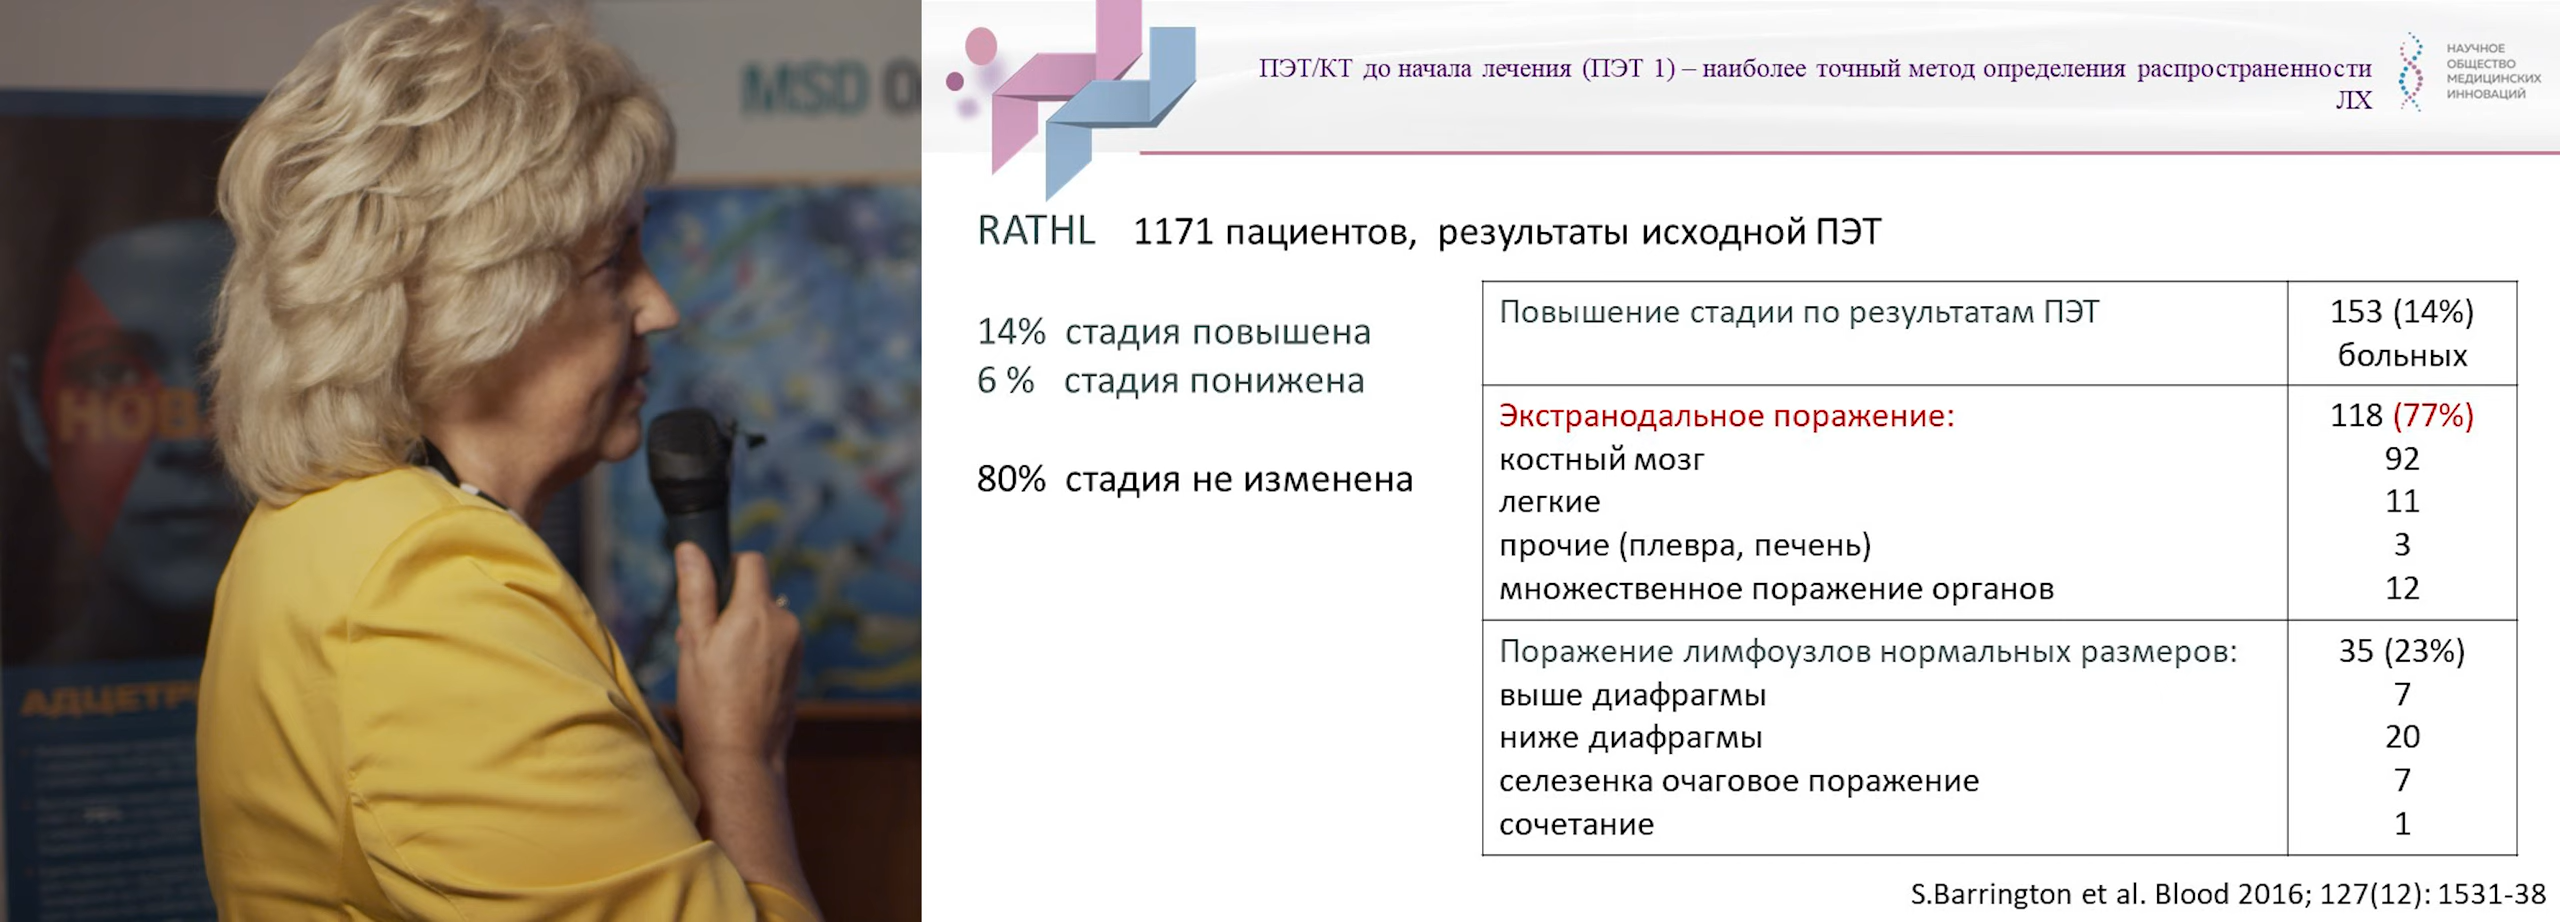 MSD
НОВА
АДЦЕТР
ПЭТ/КТ до начала лечения (ПЭТ 1) – наиболее точный метод определения распространенности
ЛХ
НАУЧНОЕ
ОБЩЕСТВО
МЕДИЦИНСКИХ
ИННОВАЦИЙ
RATHL 1171 пациентов, результаты исходной ПЭТ
14% стадия повышена
6 % стадия понижена
80% стадия не изменена
Повышение стадии по результатам ПЭТ 153 (14%)
больных
Экстранодальное поражение: 118 (77%)
костный мозг 92
легкие 11
прочие (плевра, печень) 3
множественное поражение органов 12
Поражение лимфоузлов нормальных размеров: 35 (23%)
выше диафрагмы 7
ниже диафрагмы 20
селезенка очаговое поражение 7
сочетание 1
S.Barrington et al. Blood 2016; 127(12): 1531-38